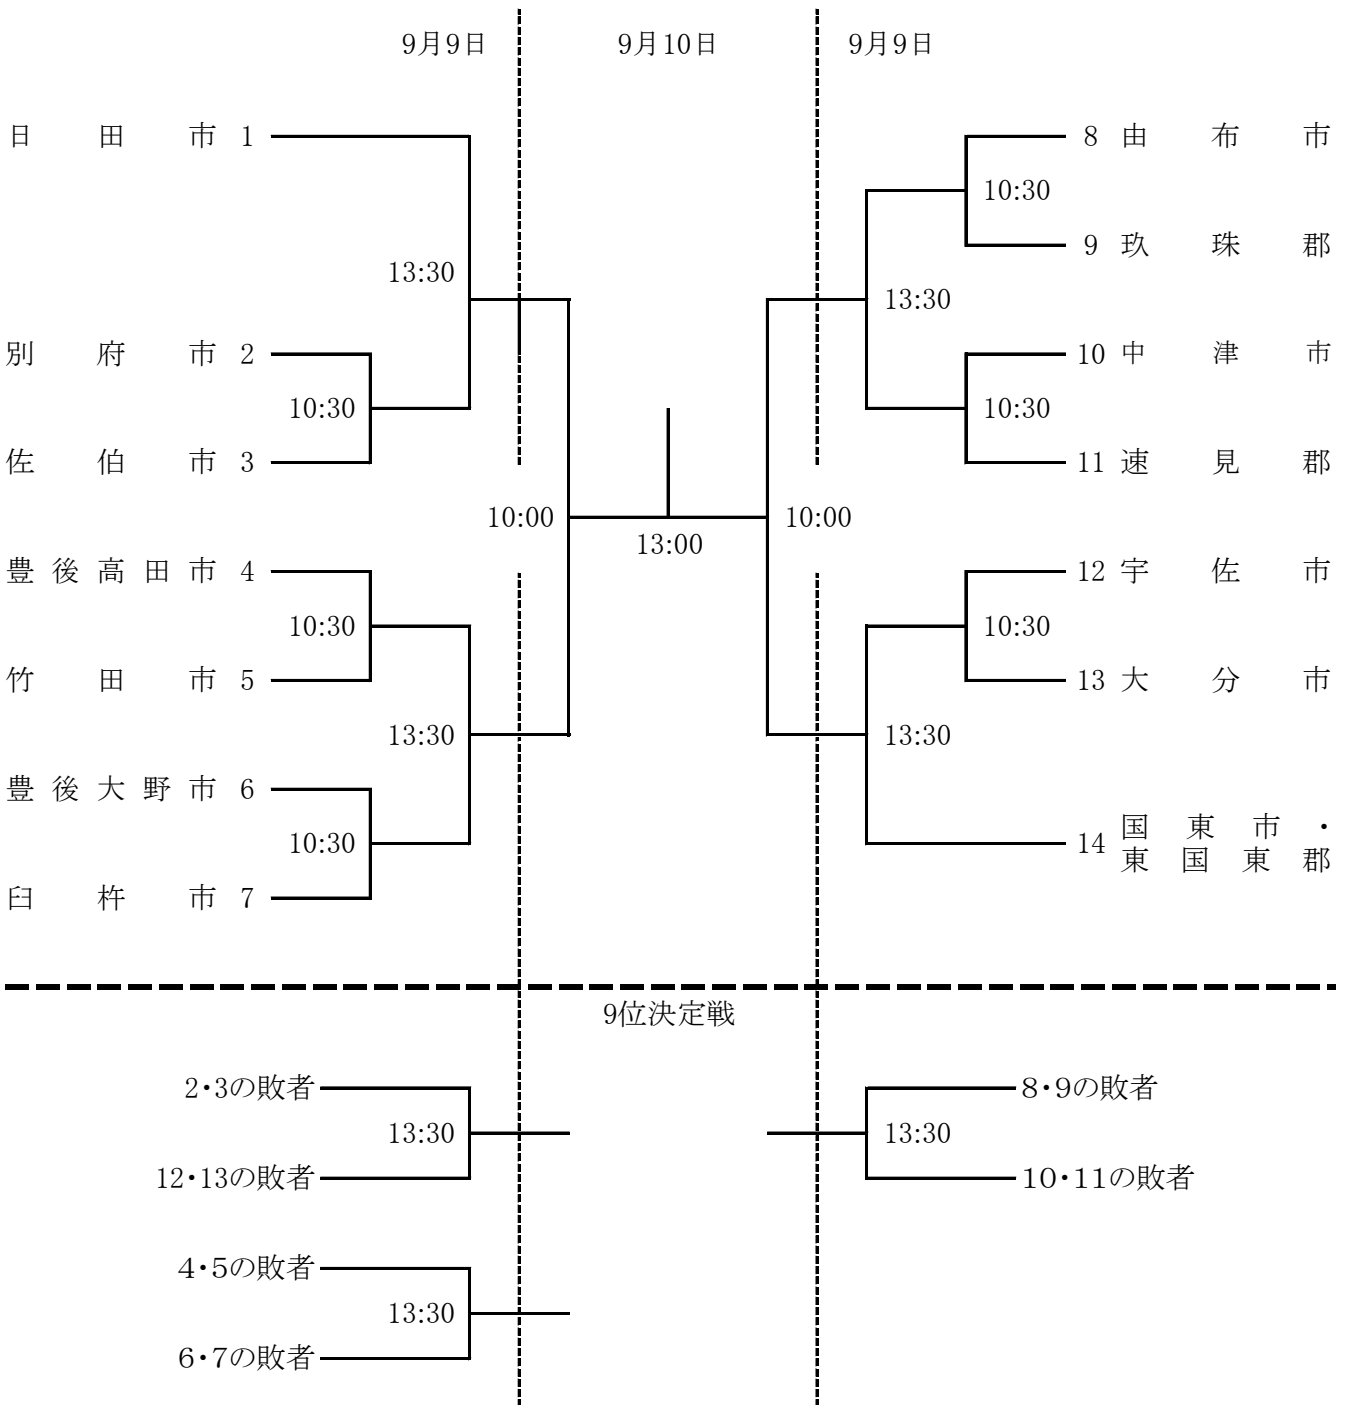 9月9日 9月10日 9月9日
日田市 1
8 由布市
10:30
9 玖珠郡
13:30
13:30
別府市 2
10 中津市
10:30
10:30
佐伯市 3
11 速見郡
10:00
10:00
13:00
豊後高田市 4
12 宇佐市
10:30
10:30
竹田市 5
13 大分市
13:30
13:30
豊後大野市 6
10:30
14 国東市・
東国東郡
臼杵市 7
9位決定戦
2・3の敗者
8・9の敗者
13:30
13:30
12・13の敗者
10・11の敗者
4・5の敗者
13:30
6・7の敗者